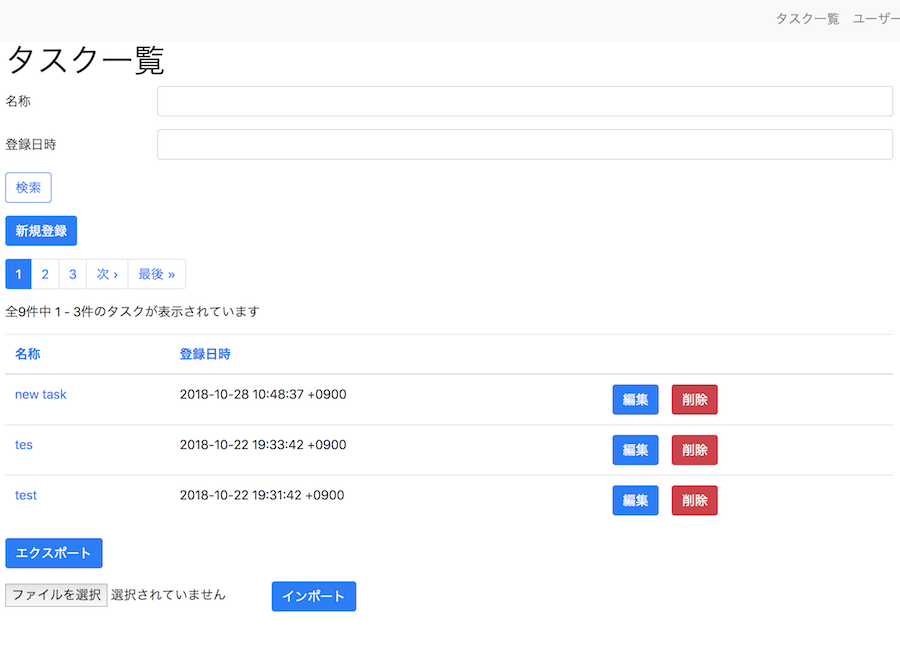 タスク一覧 ユーザー
タスク一覧
名称
登録日時
検索
新規登録
1 2 3 次 › 最後 »
全9件中 1 - 3件のタスクが表示されています
名称 登録日時
new task 2018-10-28 10:48:37 +0900 編集 削除
tes 2018-10-22 19:33:42 +0900 編集 削除
test 2018-10-22 19:31:42 +0900 編集 削除
エクスポート
ファイルを選択 選択されていません インポート